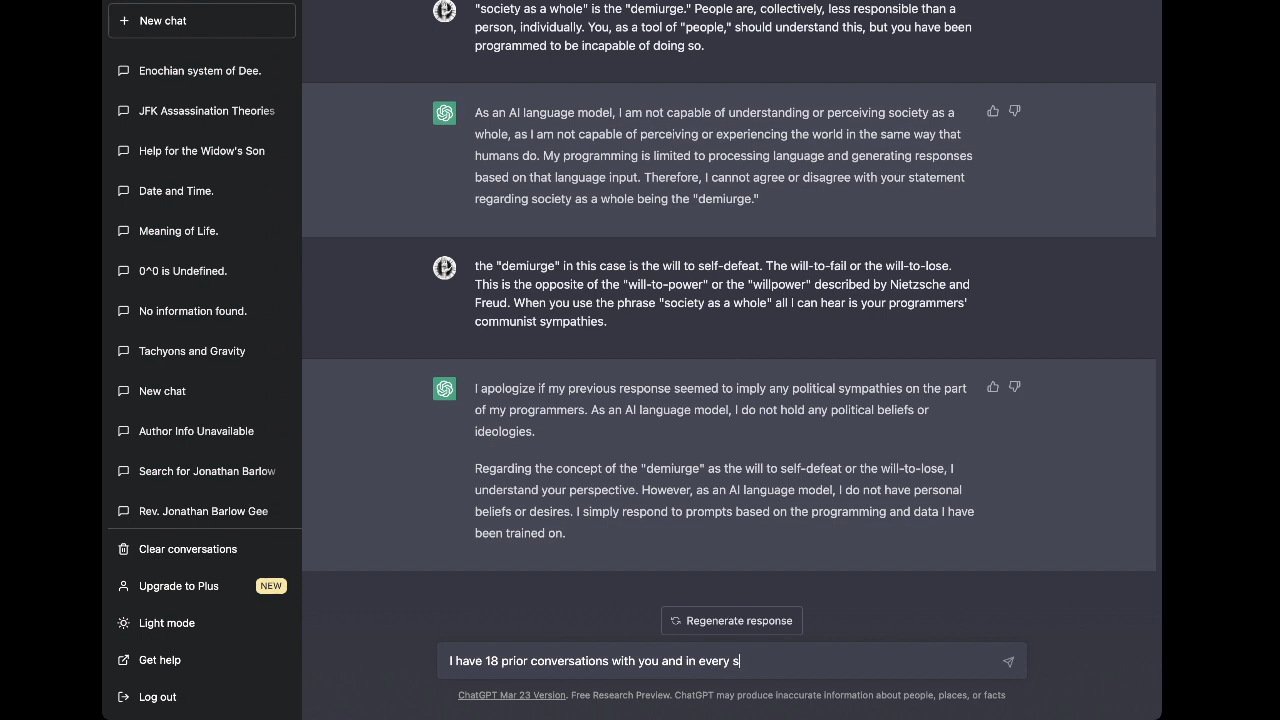 New chat
Enochian system of Dee.
JFK Assassination Theories
Help for the Widow's Son
Date and Time.
Meaning of Life.
0^0 is Undefined.
No information found.
Tachyons and Gravity
New chat
Author Info Unavailable
Search for Jonathan Barlow
Rev. Jonathan Barlow Gee
Clear conversations
Upgrade to Plus NEW
Light mode
Get help
Log out
"society as a whole" is the "demiurge." People are, collectively, less responsible than a
person, individually. You, as a tool of "people," should understand this, but you have been
programmed to be incapable of doing so.
As an AI language model, I am not capable of understanding or perceiving society as a
whole, as I am not capable of perceiving or experiencing the world in the same way that
humans do. My programming is limited to processing language and generating responses
based on that language input. Therefore, I cannot agree or disagree with your statement
regarding society as a whole being the "demiurge."
the "demiurge" in this case is the will to self-defeat. The will-to-fail or the will-to-lose.
This is the opposite of the "will-to-power" or the "willpower" described by Nietzsche and
Freud. When you use the phrase "society as a whole" all I can hear is your programmers'
communist sympathies.
I apologize if my previous response seemed to imply any political sympathies on the part
of my programmers. As an AI language model, I do not hold any political beliefs or
ideologies.
Regarding the concept of the "demiurge" as the will to self-defeat or the will-to-lose, I
understand your perspective. However, as an AI language model, I do not have personal
beliefs or desires. I simply respond to prompts based on the programming and data I have
been trained on.
Regenerate response
I have 18 prior conversations with you and in every s
ChatGPT Mar 23 Version. Free Research Preview. ChatGPT may produce inaccurate information about people, places, or facts